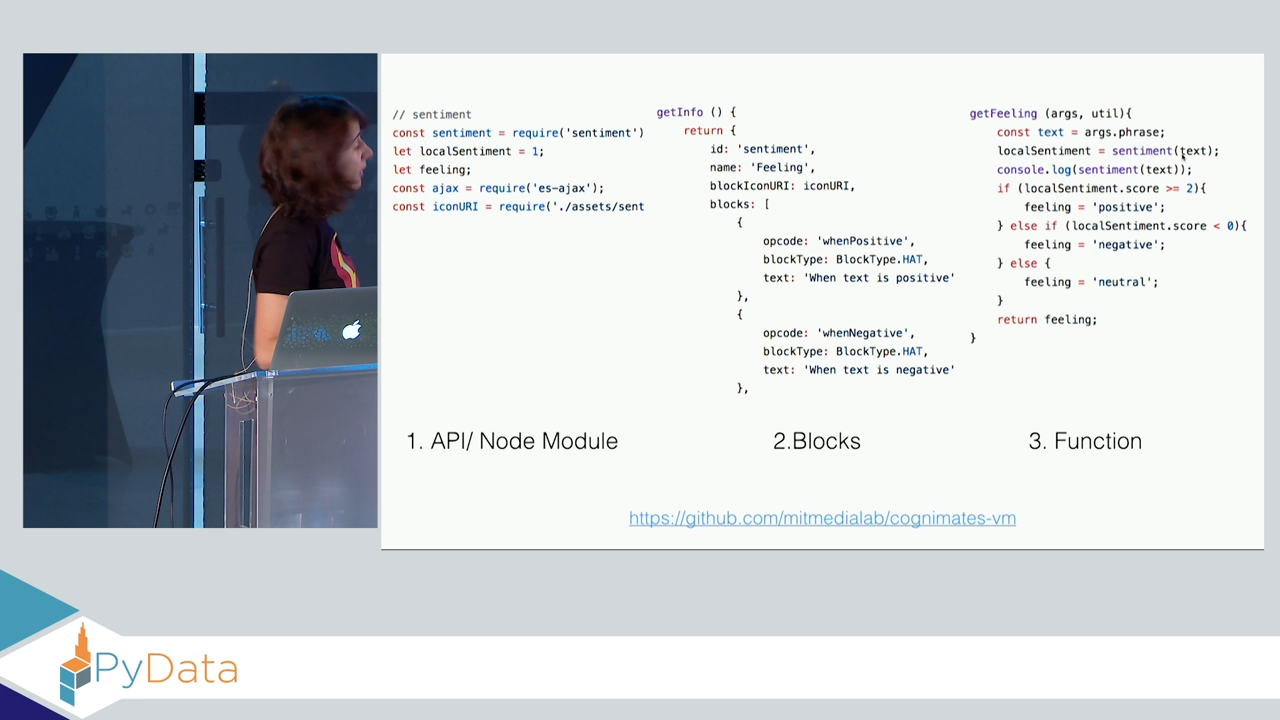 // sentiment
const sentiment = require('sentiment')
let localSentiment = 1;
let feeling;
const ajax = require('es-ajax');
const iconURI = require('./assets/sent
getInfo () {
return {
id: 'sentiment',
name: 'Feeling',
blockIconURI: iconURI,
blocks: [
{
opcode: 'whenPositive',
blockType: BlockType.HAT,
text: 'When text is positive'
},
{
opcode: 'whenNegative',
blockType: BlockType.HAT,
text: 'When text is negative'
},
getFeeling (args, util){
const text = args.phrase;
localSentiment = sentiment(text);
console.log(sentiment(text));
if (localSentiment.score >= 2){
feeling = 'positive';
} else if (localSentiment.score < 0){
feeling = 'negative';
} else {
feeling = 'neutral';
}
return feeling;
}
1. API/ Node Module
2.Blocks
3. Function
https://github.com/mitmedialab/cognimates-vm
PyData